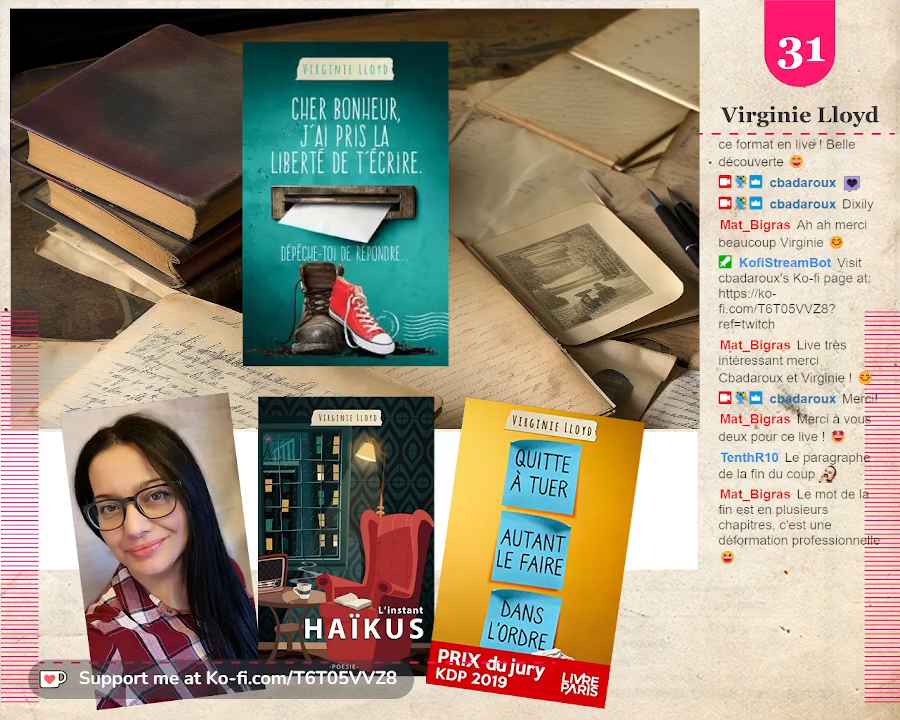 VIRGINIE LLOYD
CHER BONHEUR,
J'AI PRIS LA
LIBERTÉ DE T'ÉCRIRE.
DÉPÊCHE-TOI DE RÉPONDRE...
VIRGINIE LLOYD
L'instant
HAÏKUS
-POÉSIE-
VIRGINIE LLOYD
QUITTE
À TUER
AUTANT
LE FAIRE
DANS
L'ORDRE
PRIX du jury
KDP 2019
LIVRE
PARIS
Support me at Ko-fi.com/T6T05VVZ8
31
Virginie Lloyd
ce format en live ! Belle
découverte 😄
cbadaroux
cbadaroux Dixily
Mat_Bigras Ah ah merci
beaucoup Virginie 😊
KofiStreamBot Visit
cbadaroux's Ko-fi page at:
https://ko-
fi.com/T6T05VVZ8?
ref=twitch
Mat_Bigras Live très
intéressant merci
Cbadaroux et Virginie ! 😊
cbadaroux Merci!
Mat_Bigras Merci à vous
deux pour ce live ! 🤩
TenthR10 Le paragraphe
de la fin du coup
Mat_Bigras Le mot de la
fin est en plusieurs
chapitres, c'est une
déformation professionnelle
😄